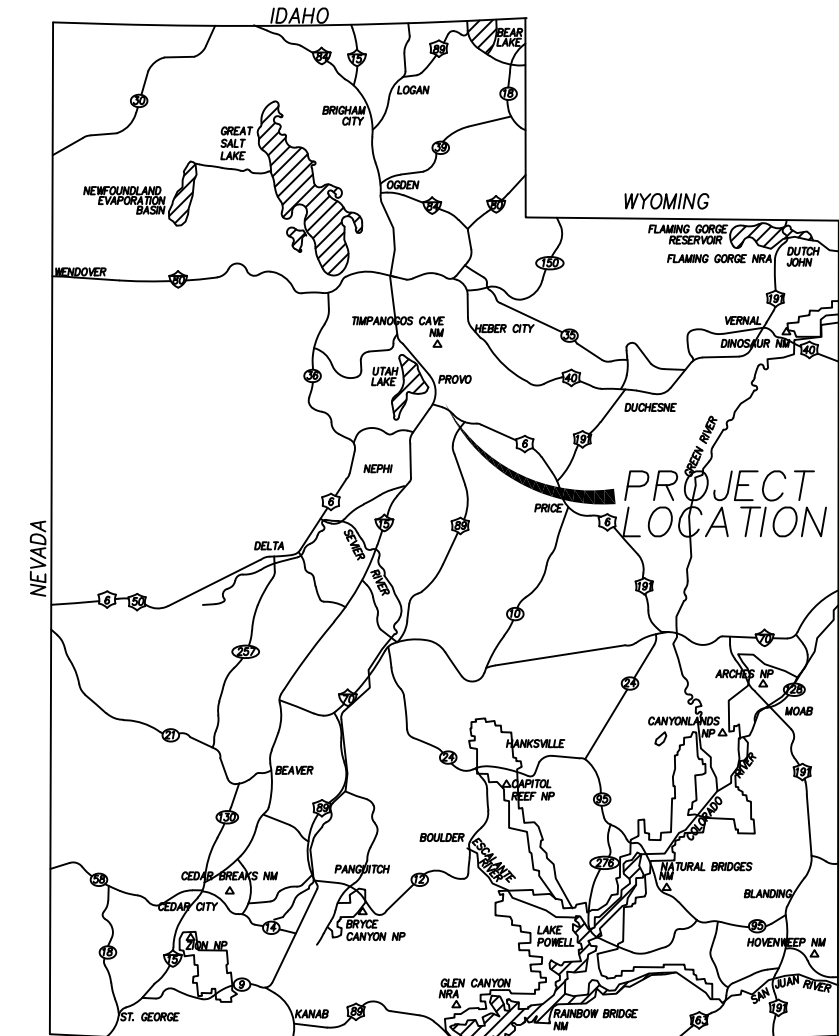 IDAHO
BEAR
LAKE
84
15
89
LOGAN
30
18
BRIGHAM
CITY
GREAT
SALT
LAKE
39
OGDEN
NEWFOUNDLAND
EVAPORATION
BASIN
84
80
WYOMING
FLAMING GORGE
RESERVOIR
FLAMING GORGE NRA
DUTCH
JOHN
150
WENDOVER
80
191
TIMPANOGOS CAVE
NM
HEBER CITY
35
VERNAL
DINOSAUR NM
40
36
UTAH
LAKE
PROVO
40
DUCHESNE
GREEN RIVER
6
191
NEPHI
PROJECT
LOCATION
6
15
89
PRICE
6
NEVADA
DELTA
SEVIER
RIVER
6
50
191
10
257
70
24
ARCHES NP
128
70
MOAB
21
CANYONLANDS
NP
HANKSVILLE
24
BEAVER
CAPITOL
REEF NP
RIVER
191
95
89
130
COLORADO
BOULDER
ESCALANTE
RIVER
276
NATURAL BRIDGES
NM
58
CEDAR BREAKS NM
PANGUITCH
12
BLANDING
CEDAR CITY
14
BRYCE
CANYON NP
LAKE
POWELL
95
HOVENWEEP NM
18
15
ZION NP
9
GLEN CANYON
NRA
SAN JUAN RIVER
ST. GEORGE
KANAB
89
RAINBOW BRIDGE
NM
163
191